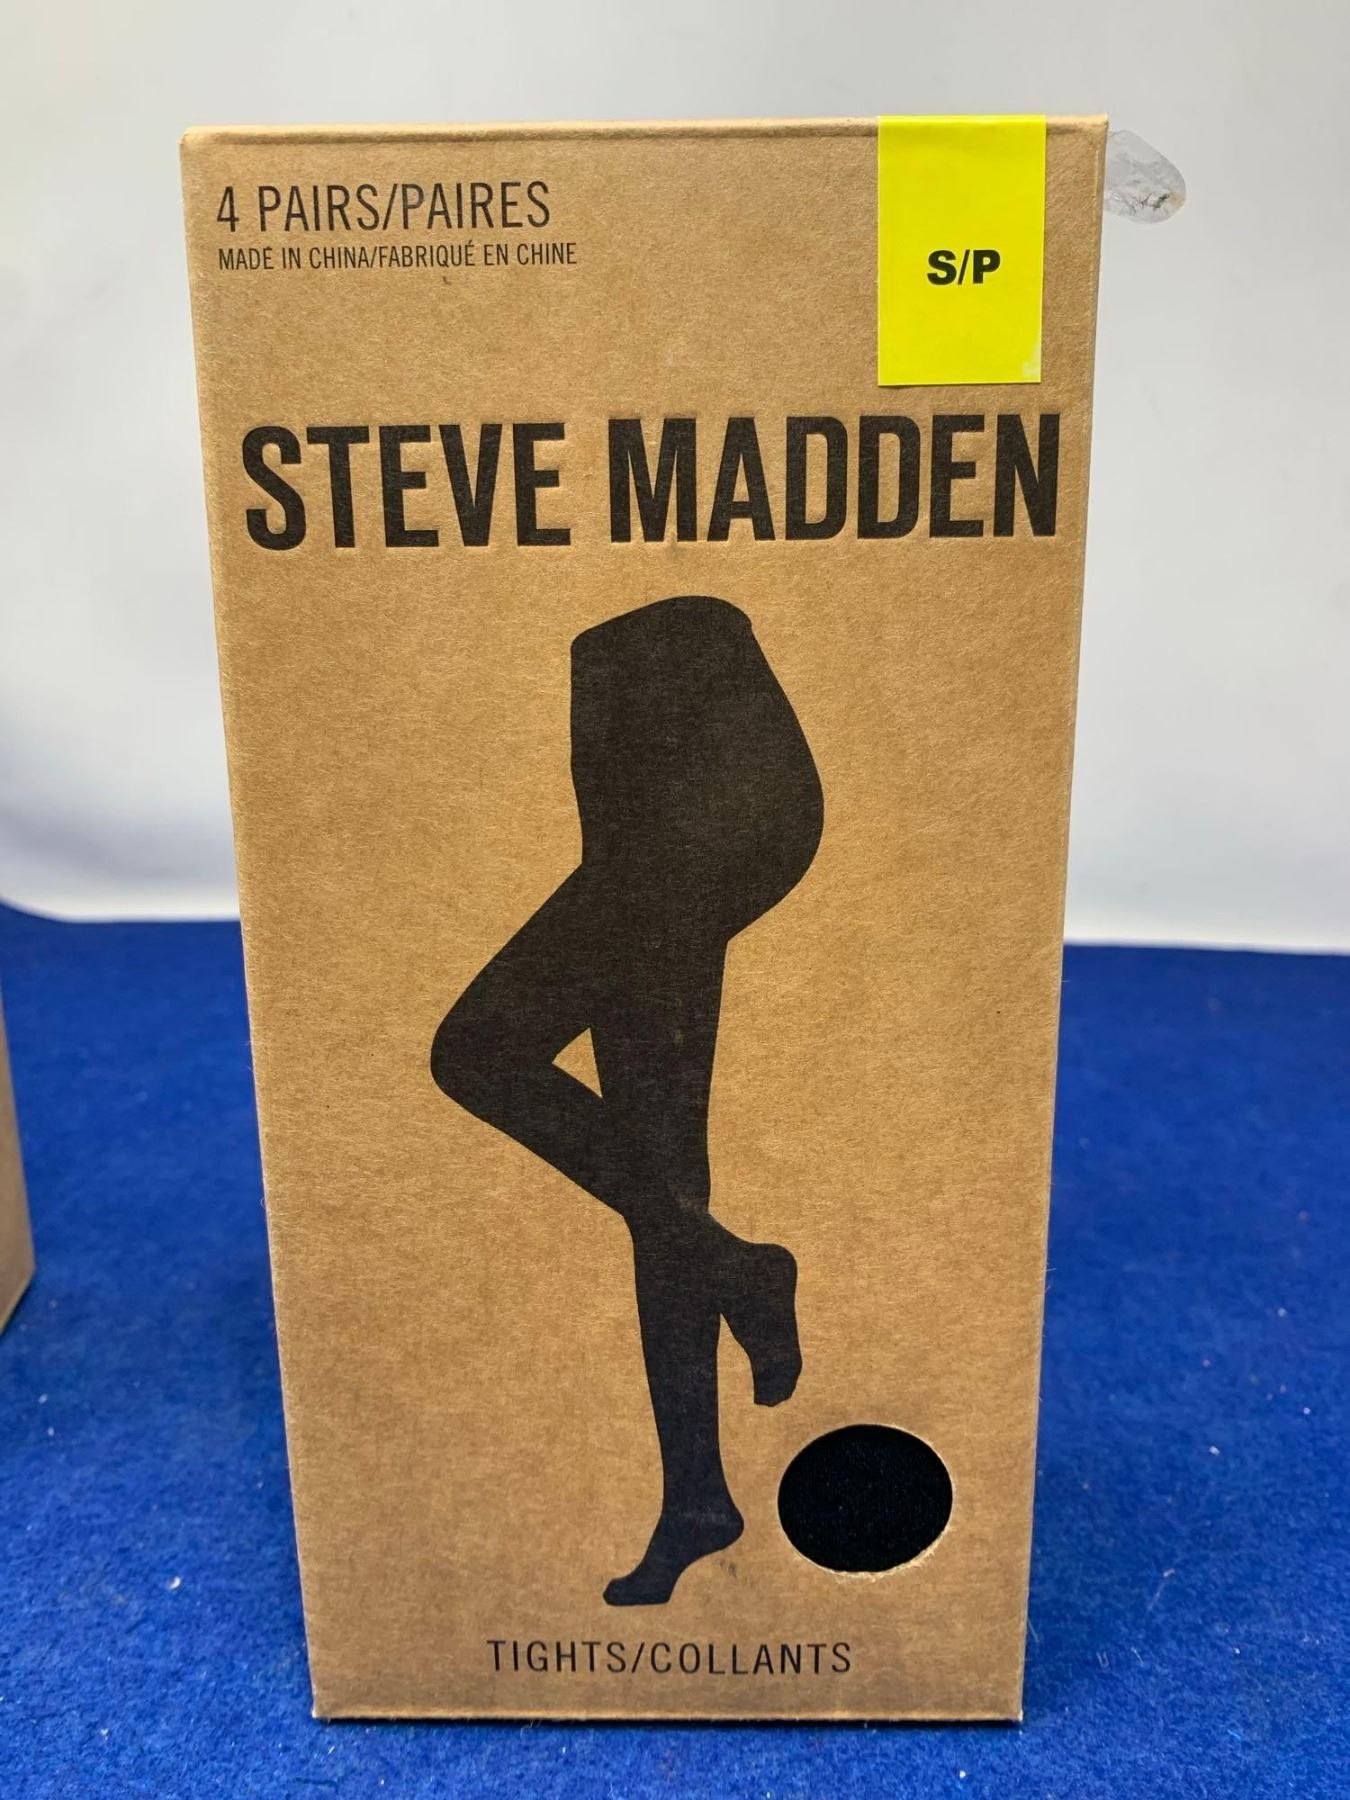 4 PAIRS/PAIRES
MADE IN CHINA/FABRIQUÉ EN CHINE
S/P
STEVE MADDEN
TIGHTS/COLLANTS